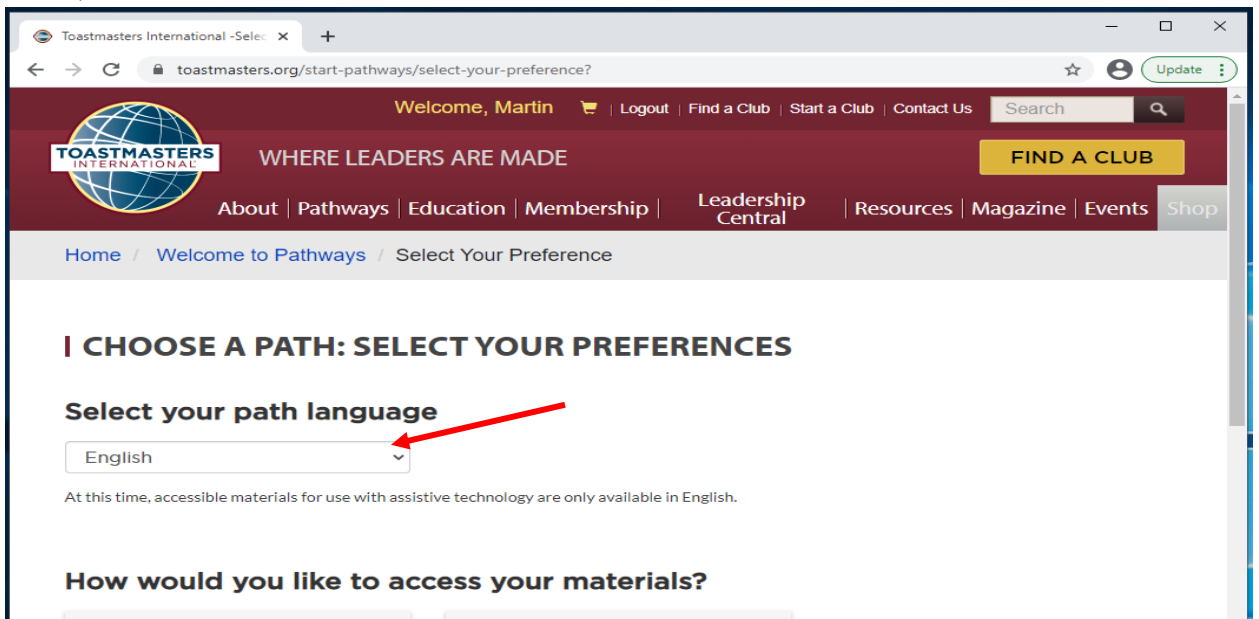 Toastmasters International -Selec
toastmasters.org/start-pathways/select-your-preference?
Update
Welcome, Martin | Logout | Find a Club | Start a Club | Contact Us Search
TOASTMASTERS
INTERNATIONAL
WHERE LEADERS ARE MADE
FIND A CLUB
About | Pathways | Education | Membership | Leadership Central | Resources | Magazine | Events Shop
Home / Welcome to Pathways / Select Your Preference
CHOOSE A PATH: SELECT YOUR PREFERENCES
Select your path language
English
At this time, accessible materials for use with assistive technology are only available in English.
How would you like to access your materials?